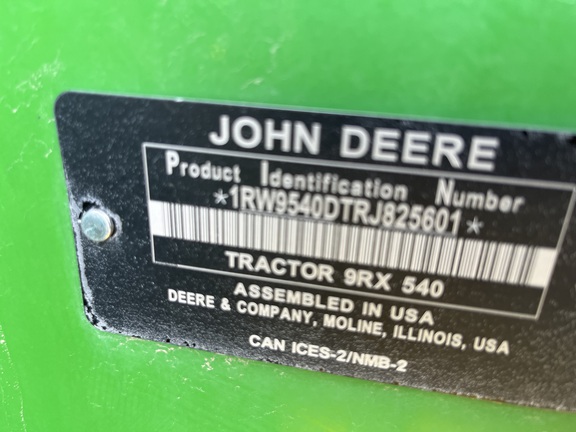 JOHN DEERE
Product Identification Number
*1RW9540DTRJ825601*
TRACTOR 9RX 540
ASSEMBLED IN USA
DEERE & COMPANY, MOLINE, ILLINOIS, USA
CAN ICES-2/NMB-2